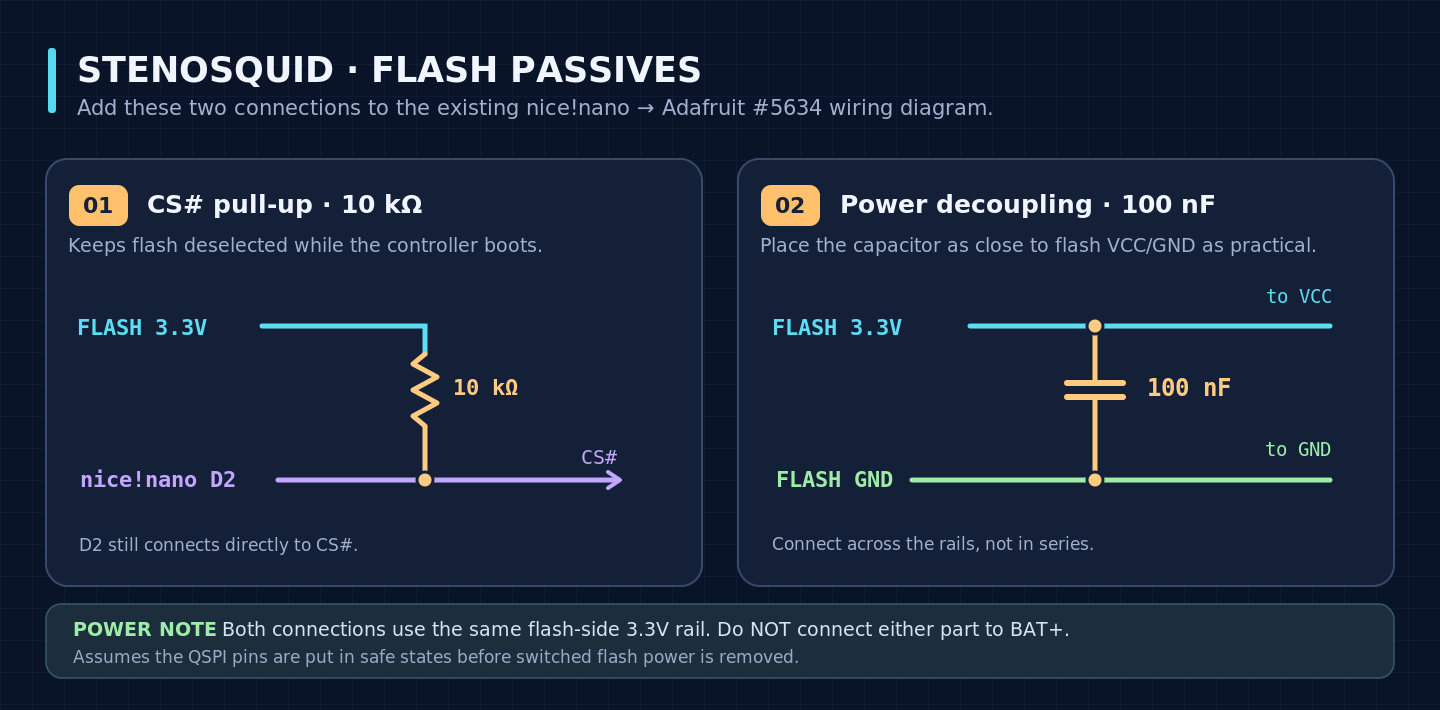 STENOSQUID · FLASH PASSIVES
Add these two connections to the existing nice!nano → Adafruit #5634 wiring diagram.
01 CS# pull-up · 10 kΩ
Keeps flash deselected while the controller boots.
FLASH 3.3V
10 kΩ
CS#
nice!nano D2
D2 still connects directly to CS#.
02 Power decoupling · 100 nF
Place the capacitor as close to flash VCC/GND as practical.
to VCC
FLASH 3.3V
100 nF
to GND
FLASH GND
Connect across the rails, not in series.
POWER NOTE Both connections use the same flash-side 3.3V rail. Do NOT connect either part to BAT+.
Assumes the QSPI pins are put in safe states before switched flash power is removed.